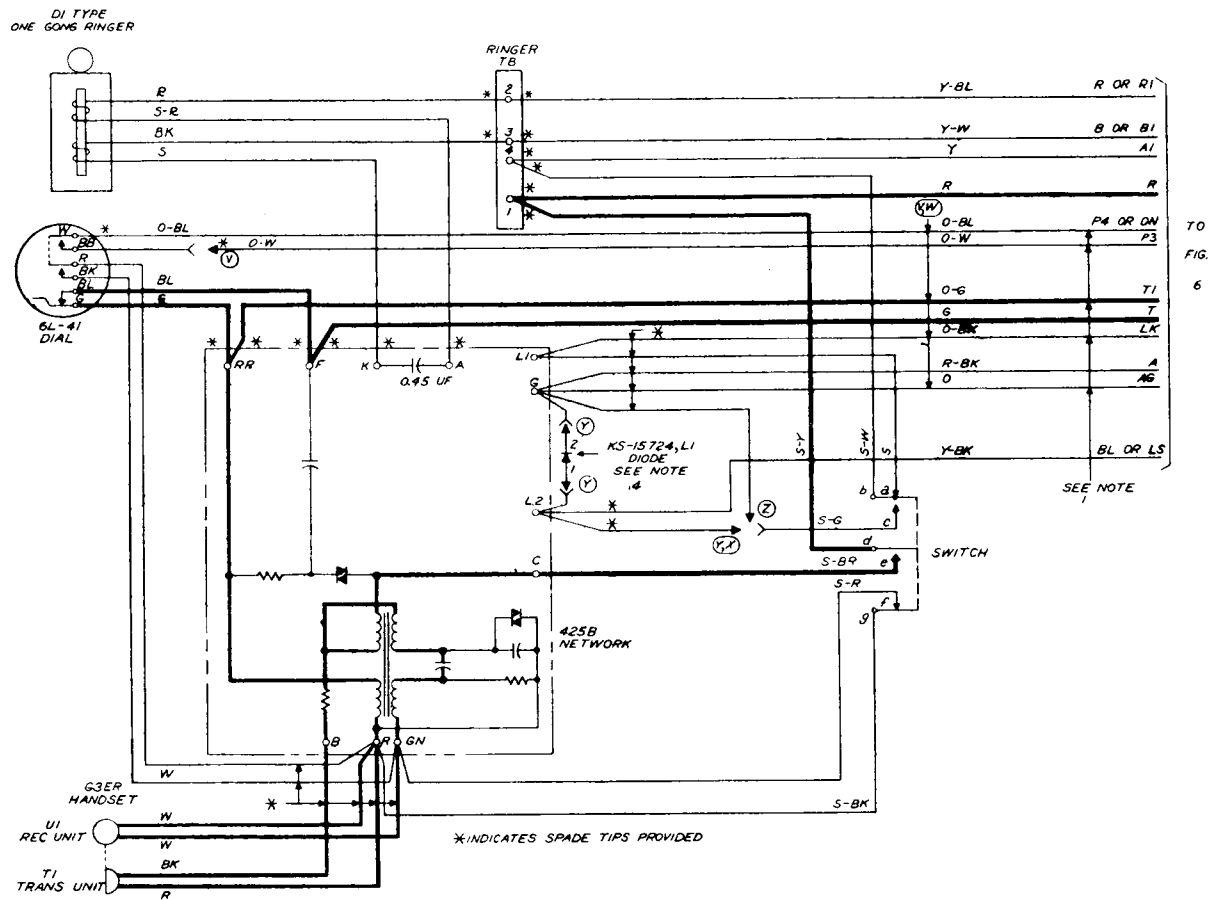 D1 TYPE
ONE GONG RINGER
RINGER
TB
R
S-R
BK
S
2
3
4
1
Y-BL
R OR R1
Y-W
B OR B1
Y
A1
R
R
V,W
W
BB
R
BK
BL
G
O-BL
O-W
V
BL
G
6L-41
DIAL
O-BL
P4 OR ON
O-W
P3
O-G
T1
G
T
O-BK
LK
R-BK
A
O
AG
Y-BK
BL OR LS
TO
FIG.
6
SEE NOTE
1
RR
F
K
A
0.45 UF
L1
G
Y
2
1
Y
KS-15724,L1
DIODE
SEE NOTE
4
L2
Z
Y,X
S-Y
S-W
S
S-G
b
a
c
d
e
f
g
SWITCH
S-BR
S-R
C
425B
NETWORK
B
R
GN
W
S-BK
G3ER
HANDSET
U1
REC UNIT
W
W
T1
TRANS UNIT
BK
R
*INDICATES SPADE TIPS PROVIDED